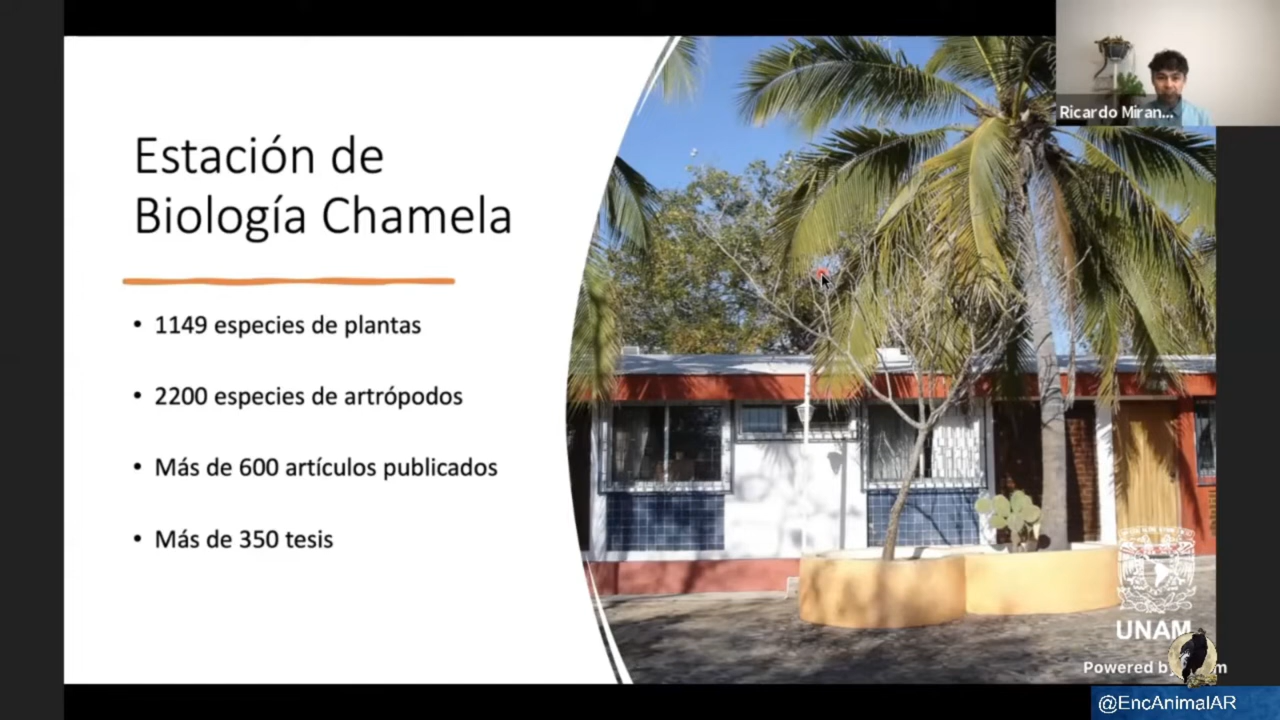 Estación de
Biología Chamela
• 1149 especies de plantas
• 2200 especies de artrópodos
• Más de 600 artículos publicados
• Más de 350 tesis
Ricardo Miran...
UNAM
Powered by
@EncAnimalAR